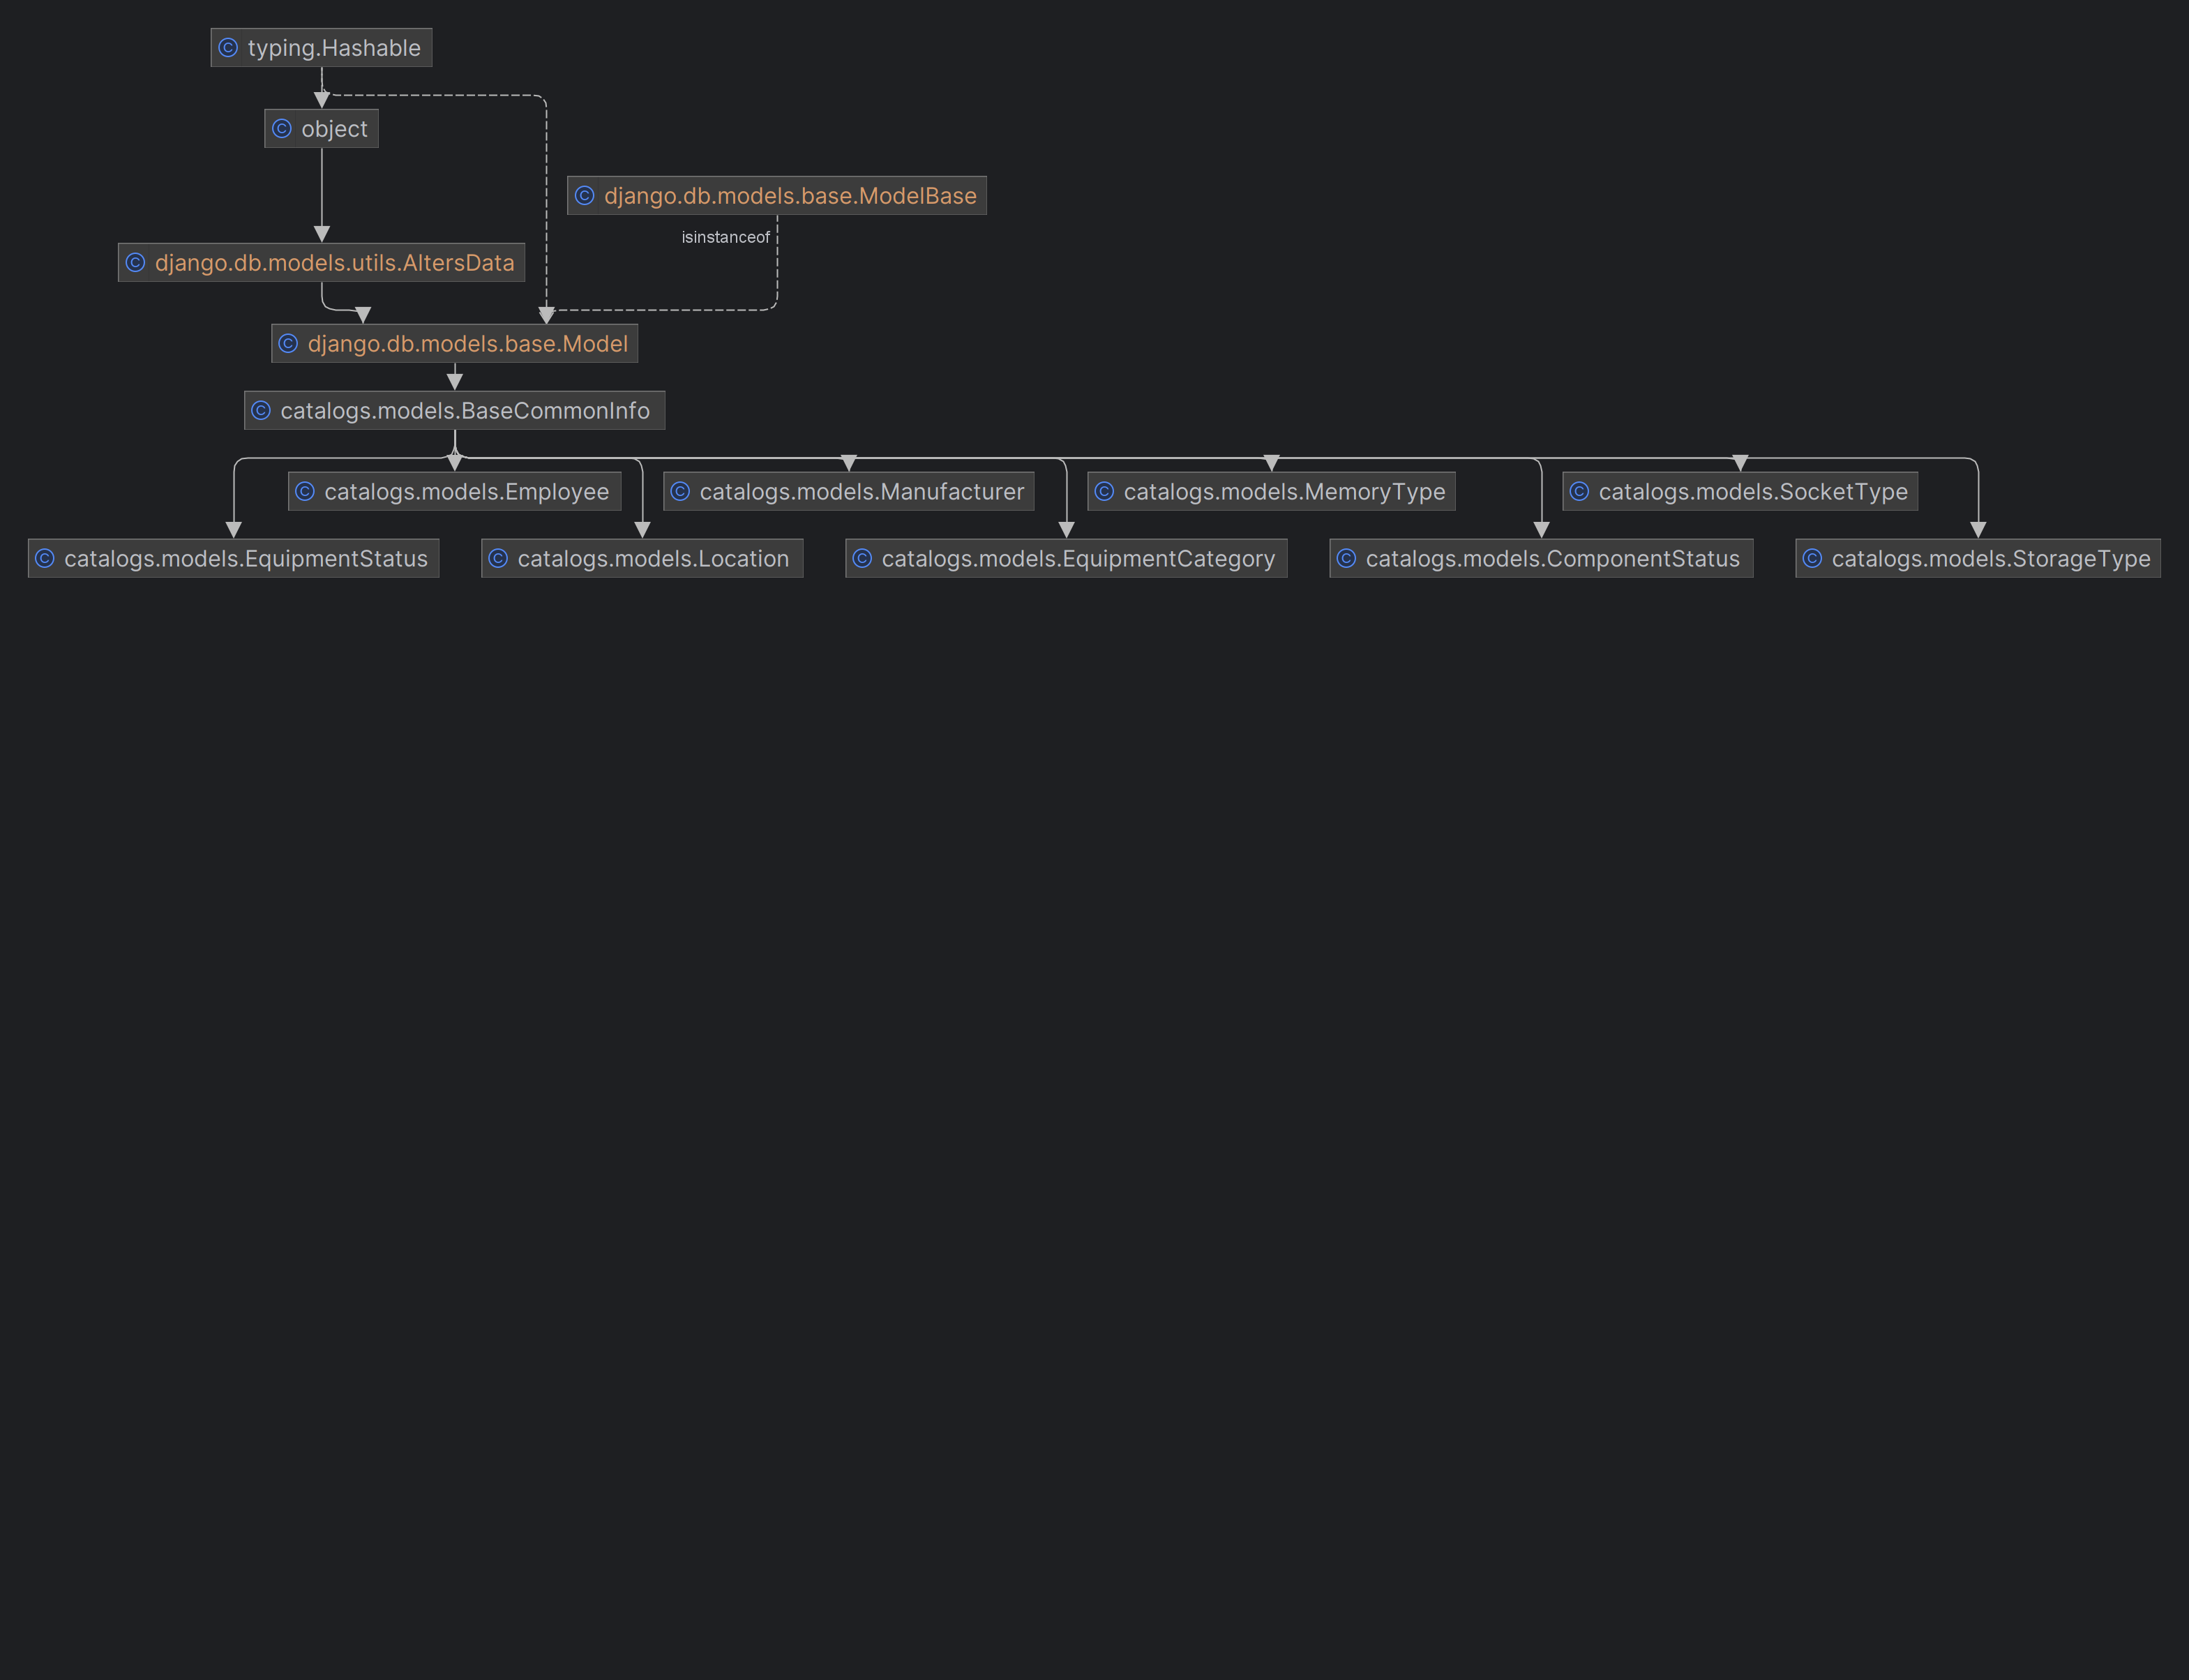 typing.Hashable
object
django.db.models.base.ModelBase
isinstanceof
django.db.models.utils.AltersData
django.db.models.base.Model
catalogs.models.BaseCommonInfo
catalogs.models.Employee
catalogs.models.Manufacturer
catalogs.models.MemoryType
catalogs.models.SocketType
catalogs.models.EquipmentStatus
catalogs.models.Location
catalogs.models.EquipmentCategory
catalogs.models.ComponentStatus
catalogs.models.StorageType